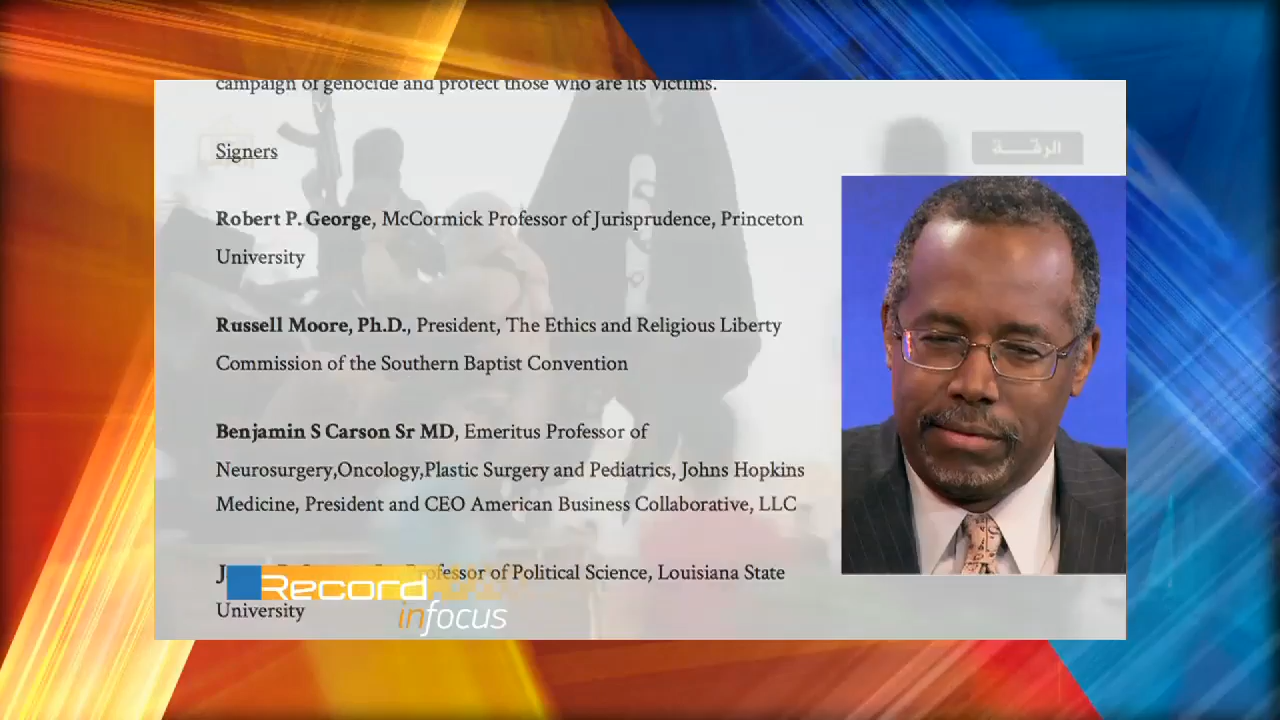 campaign of genocide and protect those who are its victims.
الرقة
Signers
Robert P. George, McCormick Professor of Jurisprudence, Princeton
University
Russell Moore, Ph.D., President, The Ethics and Religious Liberty
Commission of the Southern Baptist Convention
Benjamin S Carson Sr MD, Emeritus Professor of
Neurosurgery,Oncology,Plastic Surgery and Pediatrics, Johns Hopkins
Medicine, President and CEO American Business Collaborative, LLC
Professor of Political Science, Louisiana State
University
Record
infocus